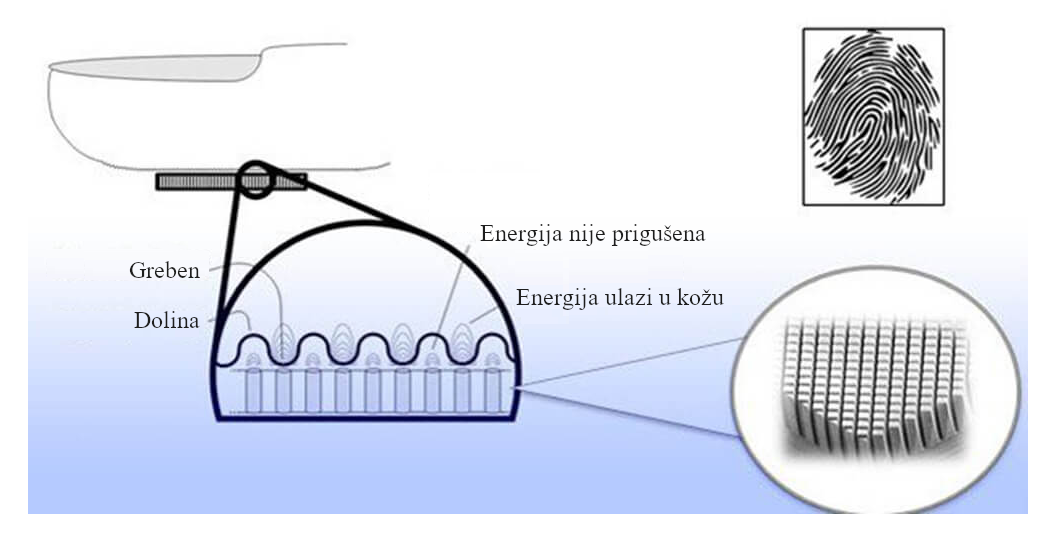 Energija nije prigušena
Greben
Energija ulazi u kožu
Dolina